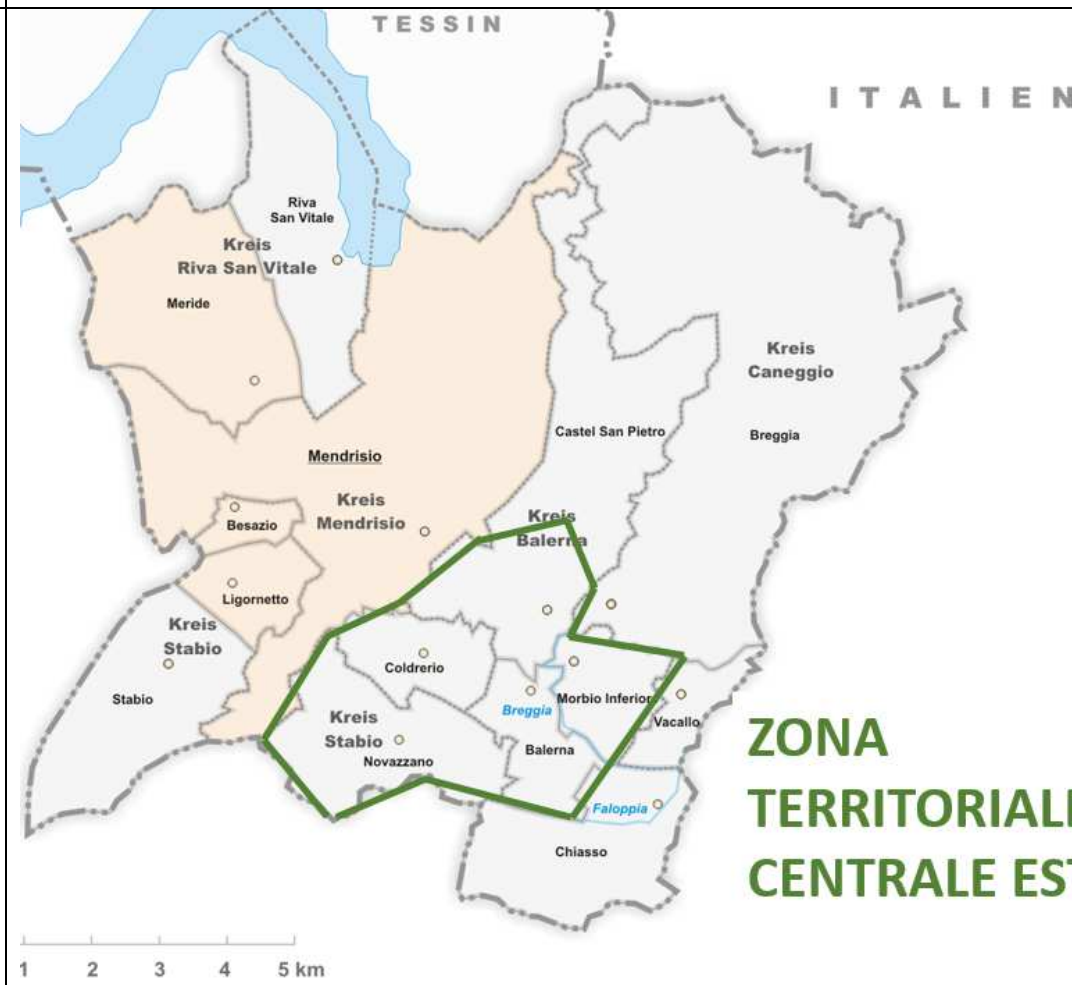 TESSIN
ITALIEN
Riva
San Vitale
Kreis
Riva San Vitale
Meride
Kreis
Caneggio
Castel San Pietro
Breggia
Mendrisio
Kreis
Mendrisio
Besazio
Kreis
Balerna
Ligornetto
Kreis
Stabio
Stabio
Coldrerio
Morbio Inferior
Breggia
Vacallo
Kreis
Stabio
Novazzano
Balerna
Faloppia
Chiasso
ZONA
TERRITORIALE
CENTRALE EST
1 2 3 4 5 km